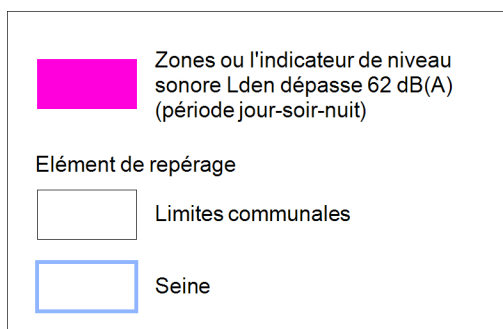 Zones ou l'indicateur de niveau
sonore Lden dépasse 62 dB(A)
(période jour-soir-nuit)
Elément de repérage
Limites communales
Seine